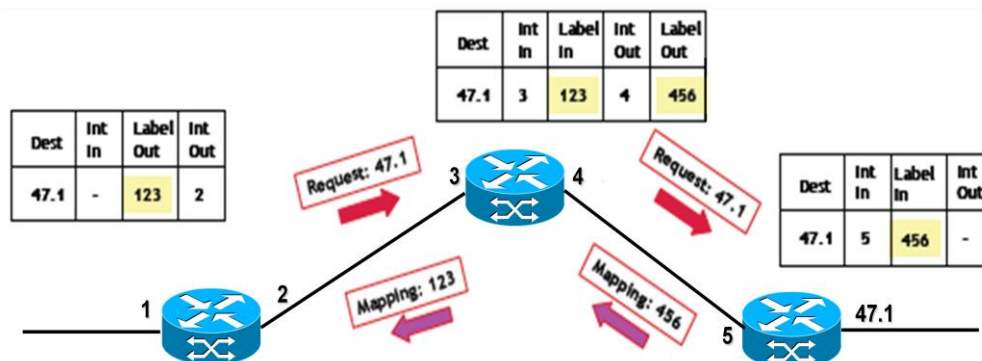 Dest Int In Label In Int Out Label Out
47.1 3 123 4 456
Dest Int In Label Out Int Out
47.1 - 123 2
Request: 47.1
3
4
Request: 47.1
Dest Int In Label In Int Out
47.1 5 456 -
Mapping: 123
Mapping: 456
1
2
5
47.1